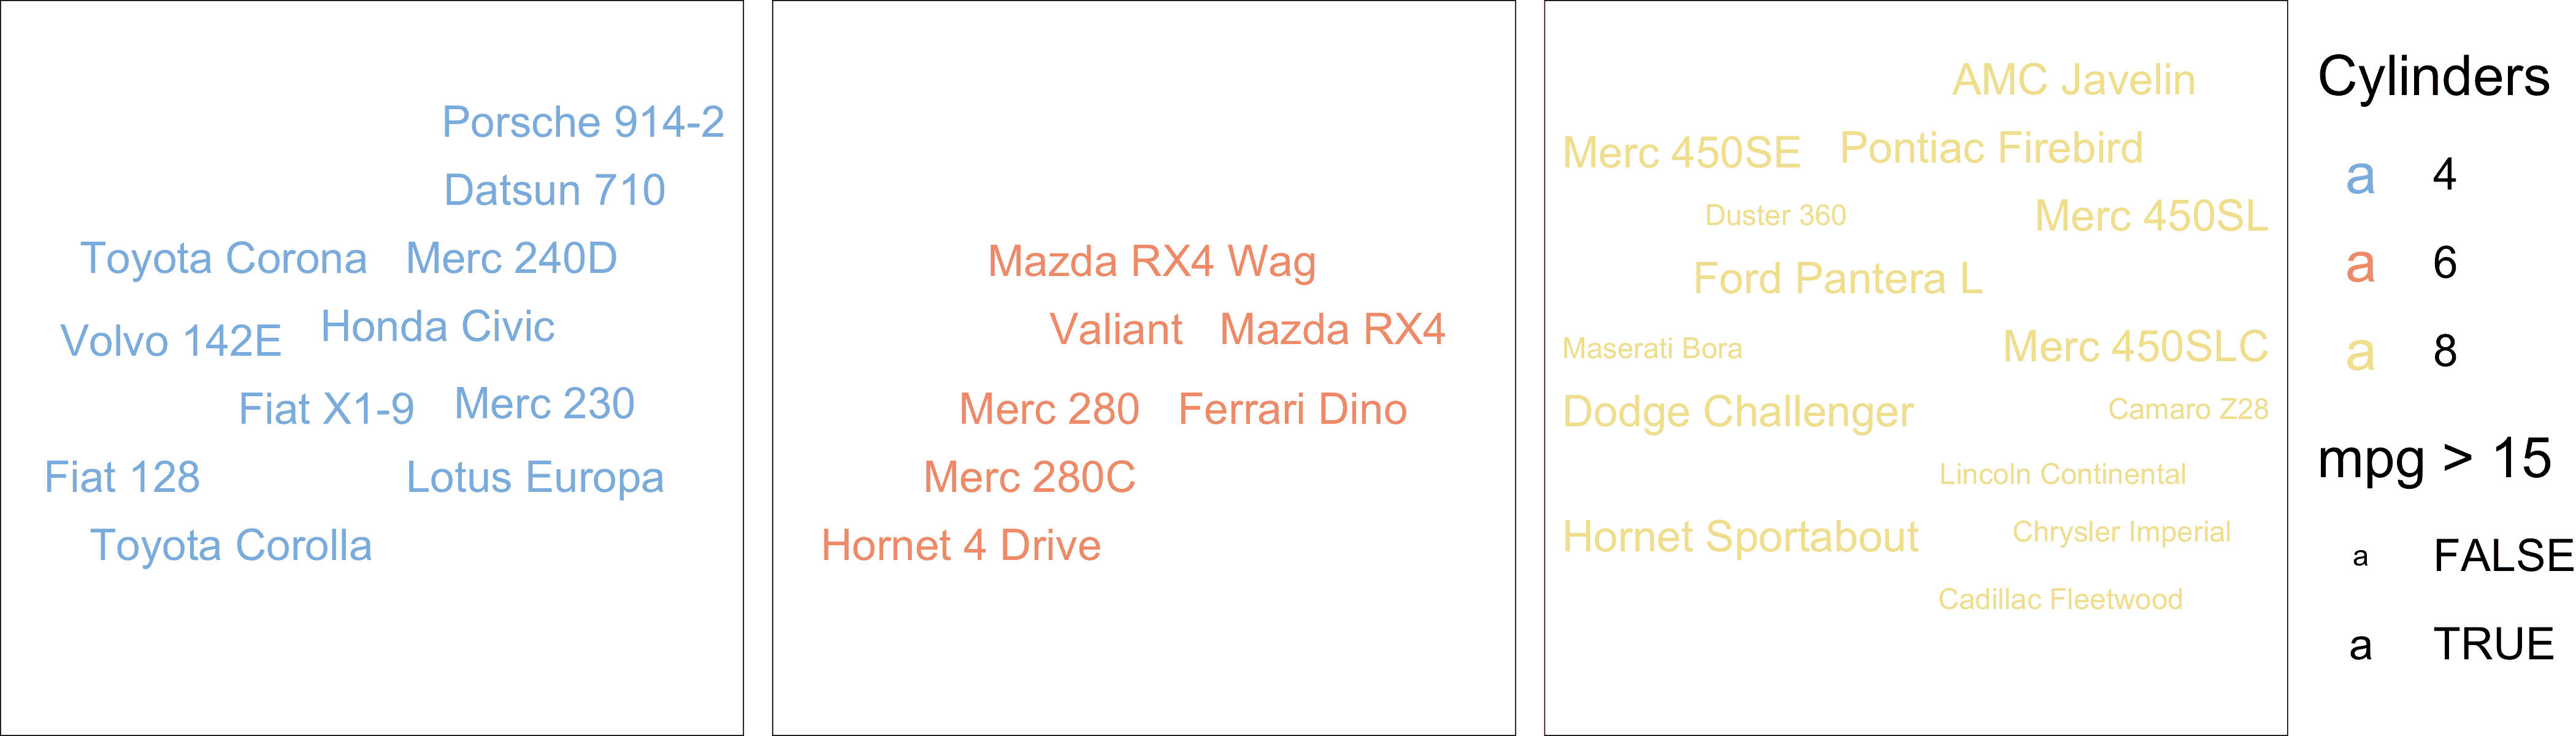 Porsche 914-2
Datsun 710
Toyota Corona Merc 240D
Volvo 142E Honda Civic
Fiat X1-9 Merc 230
Fiat 128 Lotus Europa
Toyota Corolla
Mazda RX4 Wag
Valiant Mazda RX4
Merc 280 Ferrari Dino
Merc 280C
Hornet 4 Drive
AMC Javelin
Merc 450SE Pontiac Firebird
Duster 360 Merc 450SL
Ford Pantera L
Maserati Bora Merc 450SLC
Dodge Challenger Camaro Z28
Lincoln Continental
Hornet Sportabout Chrysler Imperial
Cadillac Fleetwood
Cylinders
a 4
a 6
a 8
mpg > 15
a FALSE
a TRUE